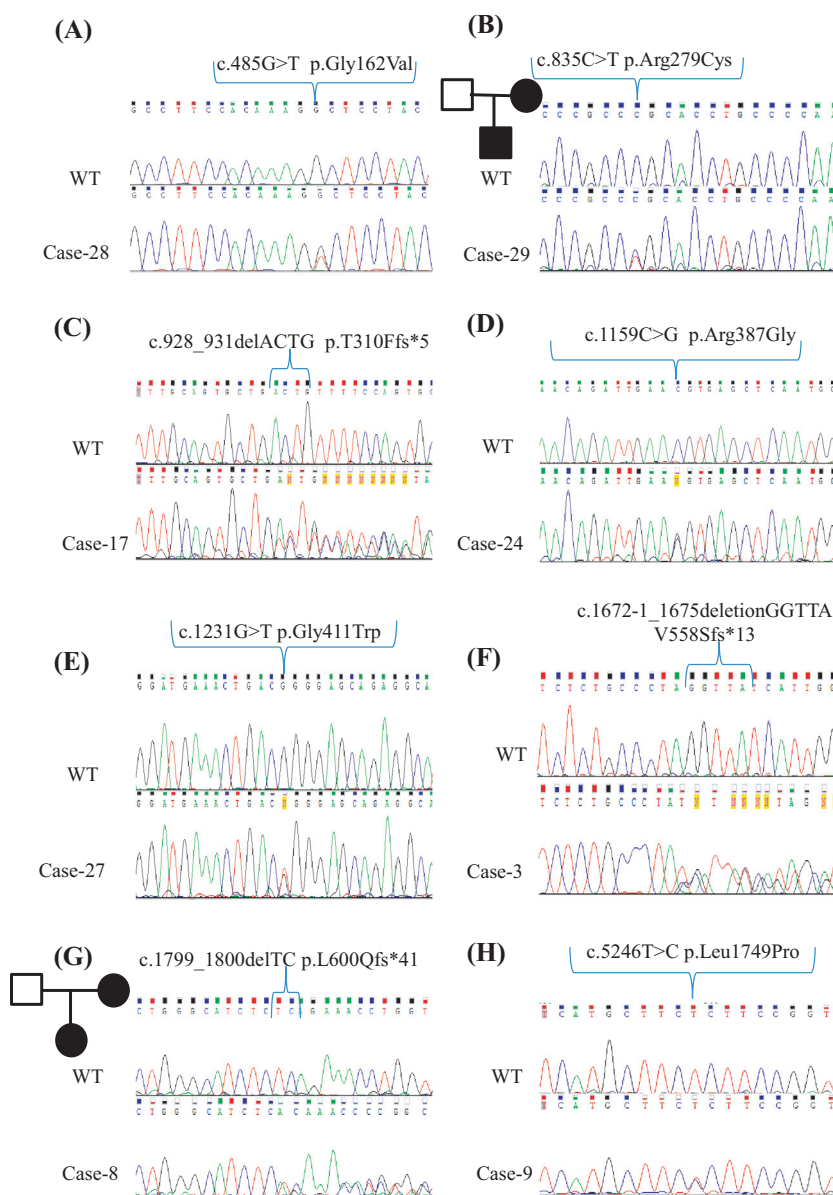 (A)
c.485G>T p.Gly162Val
G C C T T C C A C A A A G G C T C C T A C
WT
G C C T T C C A C A A A G G C T C C T A C
Case-28
(B)
c.835C>T p.Arg279Cys
C C C G C C C G C A C C T G C C C C A A
WT
C C C G C C C G C A C C T G C C C C A A
Case-29
(C)
c.928_931delACTG p.T310Ffs*5
T T G C A G T G C T G A C T G T T T T C C A G T G C
WT
Case-17
(D)
c.1159C>G p.Arg387Gly
A A C A G A T T G A A C G T G A G C T C A A T G G
WT
Case-24
(E)
c.1231G>T p.Gly411Trp
G G A T G A A A C T G A C G G G G A G C A G A G G C A
WT
Case-27
(F)
c.1672-1_1675deletionGGTTA
V558Sfs*13
T C T C T G C C C T A G G T T A T C A T T G G
WT
Case-3
(G)
c.1799_1800delTC p.L600Qfs*41
C T G G G C A T C T C T C A G A A A C C T G G T
WT
C T G G G C A T C T C A C A A A C C C G G C
Case-8
(H)
c.5246T>C p.Leu1749Pro
T C A T G C T T C T C T T C C G G T
WT
T C A T G C T T C T C T T C C G G T
Case-9